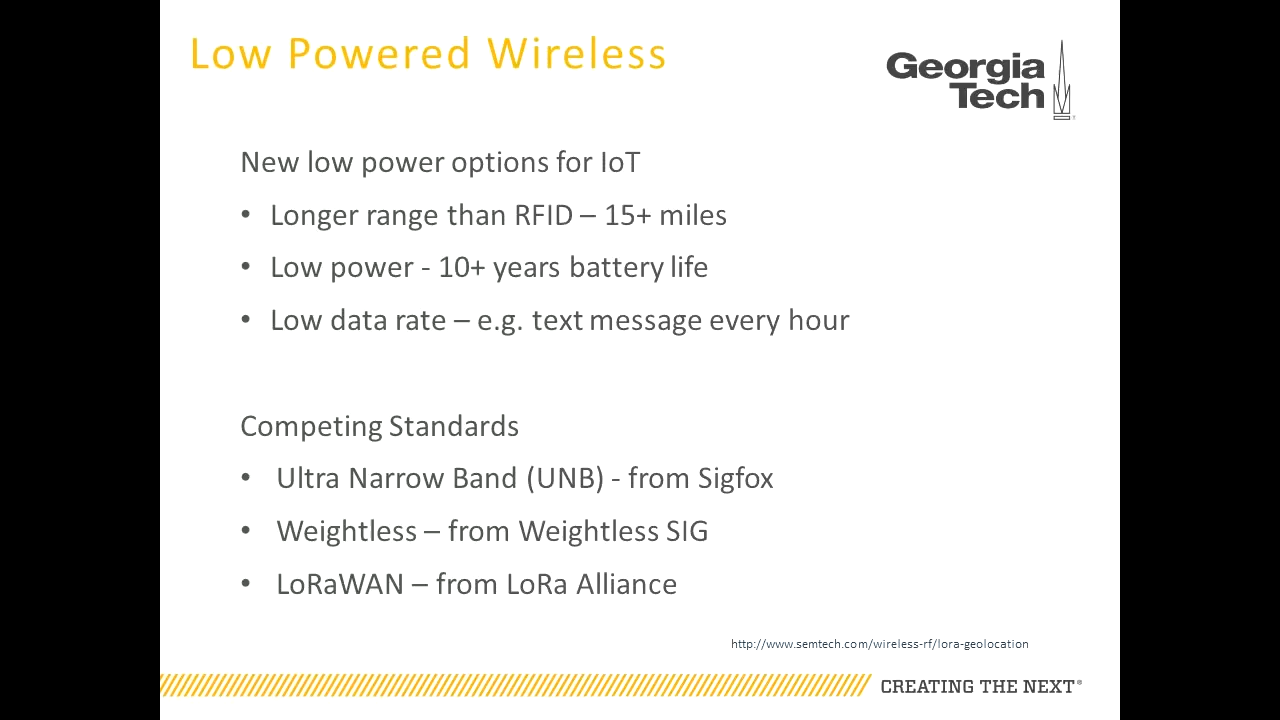 Low Powered Wireless
Georgia
Tech
New low power options for IoT
• Longer range than RFID – 15+ miles
• Low power - 10+ years battery life
• Low data rate – e.g. text message every hour
Competing Standards
• Ultra Narrow Band (UNB) - from Sigfox
• Weightless – from Weightless SIG
• LoRaWAN – from LoRa Alliance
http://www.semtech.com/wireless-rf/lora-geolocation
CREATING THE NEXT®